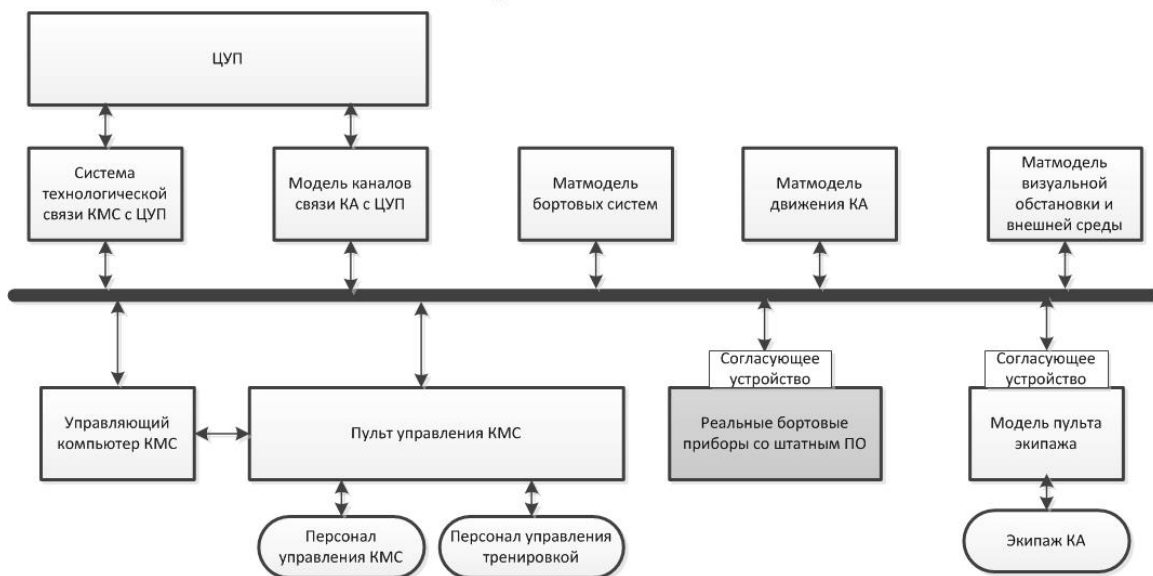 ЦУП
Система
технологической
связи КМС с ЦУП
Модель каналов
связи КА с ЦУП
Матмодель
бортовых систем
Матмодель
движения КА
Матмодель
визуальной
обстановки и
внешней среды
Управляющий
компьютер КМС
Пульт управления КМС
Согласующее
устройство
Реальные бортовые
приборы со штатным ПО
Согласующее
устройство
Модель пульта
экипажа
Персонал
управления КМС
Персонал управления
тренировкой
Экипаж КА